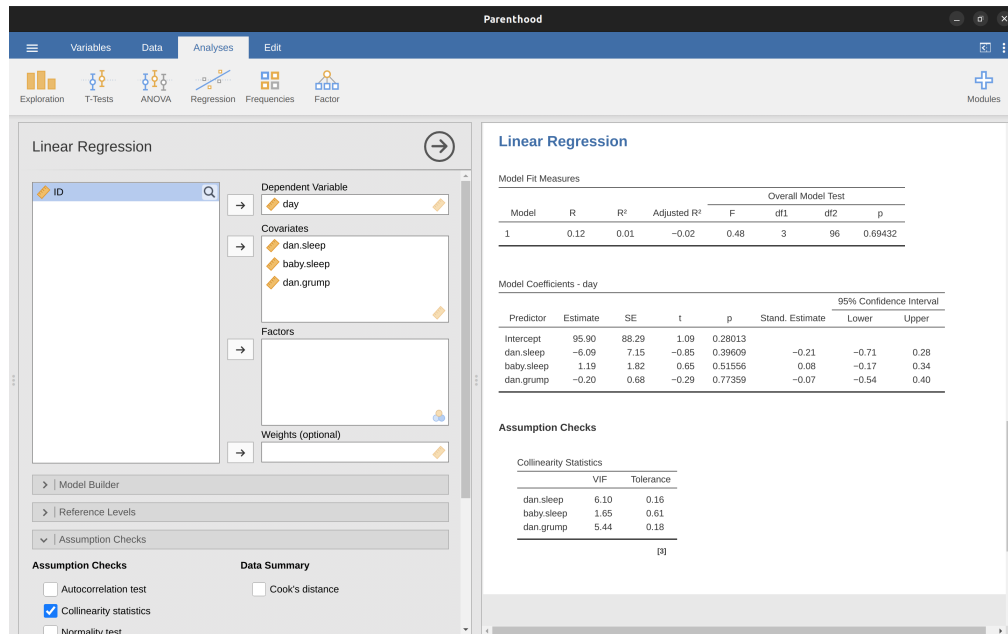 Parenthood
Variables Data Analyses Edit
Exploration T-Tests ANOVA Regression Frequencies Factor Modules
Linear Regression
ID
Dependent Variable
day
Covariates
dan.sleep
baby.sleep
dan.grump
Factors
Weights (optional)
Model Builder
Reference Levels
Assumption Checks
Assumption Checks Data Summary
Autocorrelation test Cook's distance
Collinearity statistics
Normality test
Linear Regression
Model Fit Measures
Overall Model Test
Model R R² Adjusted R² F df1 df2 p
1 0.12 0.01 −0.02 0.48 3 96 0.69432
Model Coefficients - day
95% Confidence Interval
Predictor Estimate SE t p Stand. Estimate Lower Upper
Intercept 95.90 88.29 1.09 0.28013
dan.sleep −6.09 7.15 −0.85 0.39609 −0.21 −0.71 0.28
baby.sleep 1.19 1.82 0.65 0.51556 0.08 −0.17 0.34
dan.grump −0.20 0.68 −0.29 0.77359 −0.07 −0.54 0.40
Assumption Checks
Collinearity Statistics
VIF Tolerance
dan.sleep 6.10 0.16
baby.sleep 1.65 0.61
dan.grump 5.44 0.18
[3]